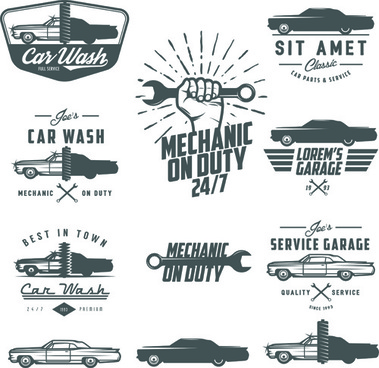 Car Wash
FULL SERVICE
SIT AMET
Classic
CAR PARTS & SERVICE
Joe's
CAR WASH
MECHANIC ON DUTY
MECHANIC
ON DUTY
24/7
LOREM'S
GARAGE
19 81
BEST IN TOWN
Car Wash
24/7 1987 PREMIUM
MECHANIC
ON DUTY
Joe's
SERVICE GARAGE
QUALITY SERVICE
SINCE 1993